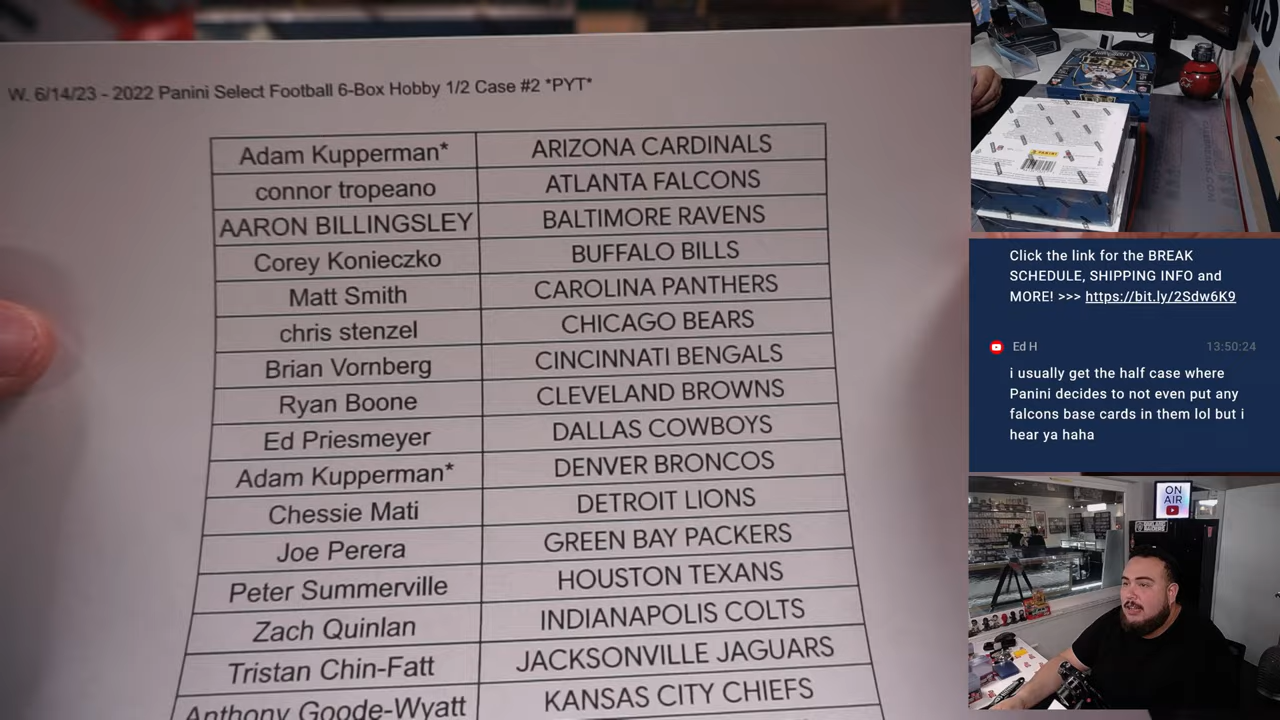 W. 6/14/23 - 2022 Panini Select Football 6-Box Hobby 1/2 Case #2 *PYT*
Adam Kupperman* ARIZONA CARDINALS
connor tropeano ATLANTA FALCONS
AARON BILLINGSLEY BALTIMORE RAVENS
Corey Konieczko BUFFALO BILLS
Matt Smith CAROLINA PANTHERS
chris stenzel CHICAGO BEARS
Brian Vornberg CINCINNATI BENGALS
Ryan Boone CLEVELAND BROWNS
Ed Priesmeyer DALLAS COWBOYS
Adam Kupperman* DENVER BRONCOS
Chessie Mati DETROIT LIONS
Joe Perera GREEN BAY PACKERS
Peter Summerville HOUSTON TEXANS
Zach Quinlan INDIANAPOLIS COLTS
Tristan Chin-Fatt JACKSONVILLE JAGUARS
Anthony Goode-Wyatt KANSAS CITY CHIEFS
Click the link for the BREAK
SCHEDULE, SHIPPING INFO and
MORE! >>> https://bit.ly/2Sdw6K9
Ed H 13:50:24
i usually get the half case where
Panini decides to not even put any
falcons base cards in them lol but i
hear ya haha
ON
AIR